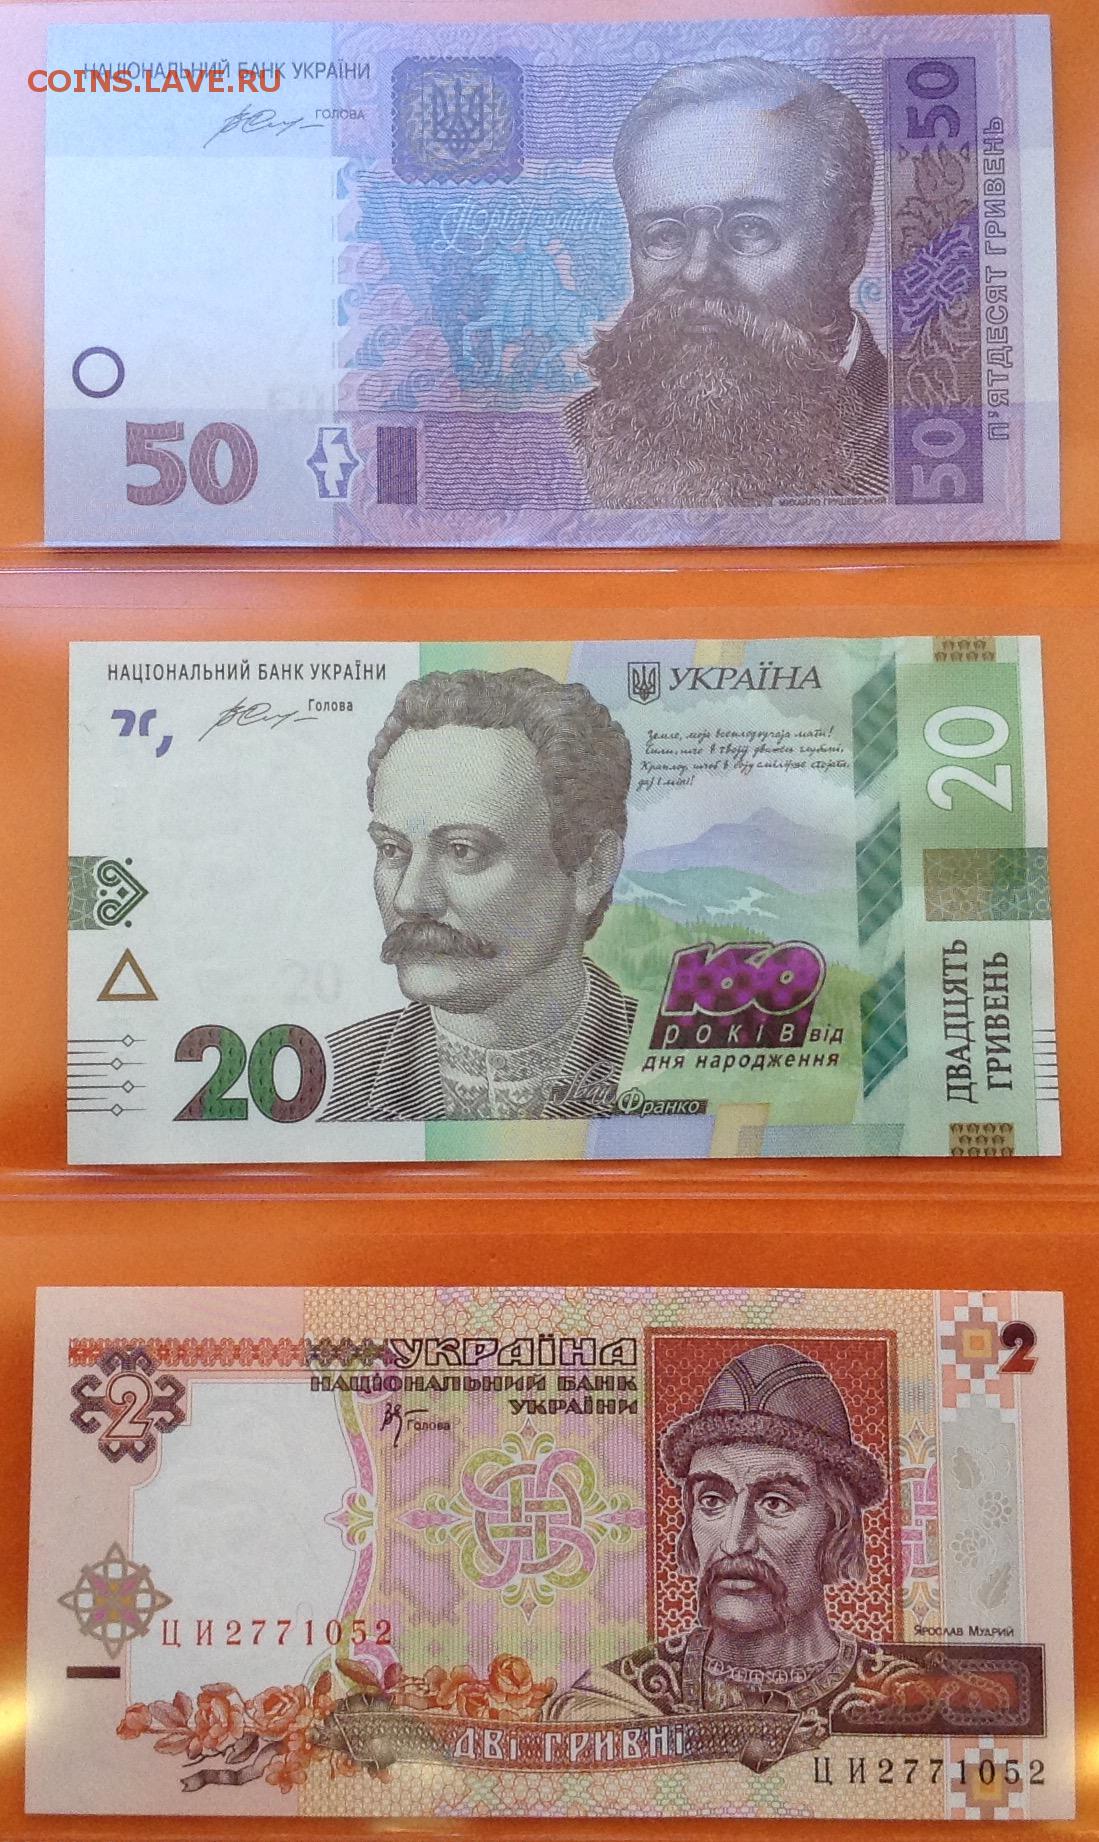 НАЦІОНАЛЬНИЙ БАНК УКРАЇНИ
COINS.LAVE.RU
ГОЛОВА
50
П'ЯТДЕСЯТ ГРИВЕНЬ
50
50
МИХАЙЛО ГРУШЕВСЬКИЙ
НАЦІОНАЛЬНИЙ БАНК УКРАЇНИ
Голова
УКРАЇНА
20
160
РОКІВ від
дня народження
20
Франко
ДВАДЦЯТЬ
ГРИВЕНЬ
УКРАЇНА
НАЦІОНАЛЬНИЙ БАНК
УКРАЇНИ
Голова
2
2
ЦИ2771052
Ярослав Мудрий
ДВІ ГРИВНІ
ЦИ2771052